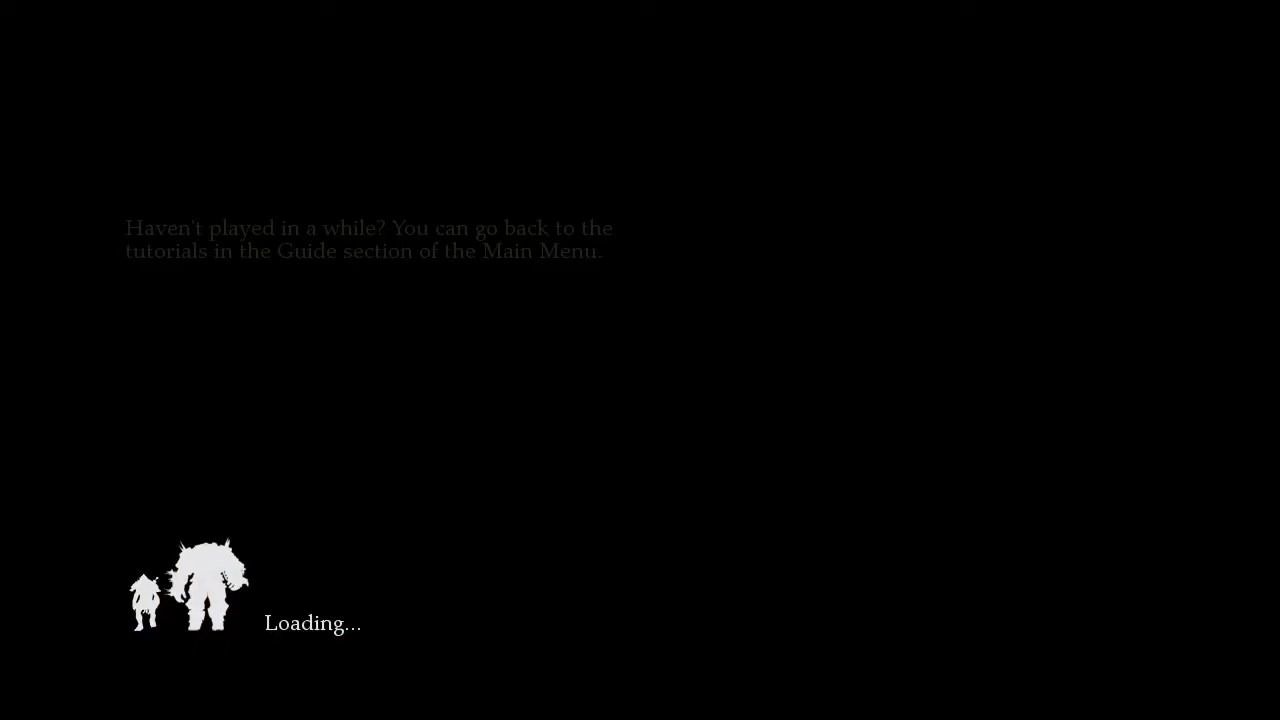 Haven't played in a while? You can go back to the
tutorials in the Guide section of the Main Menu.
Loading...